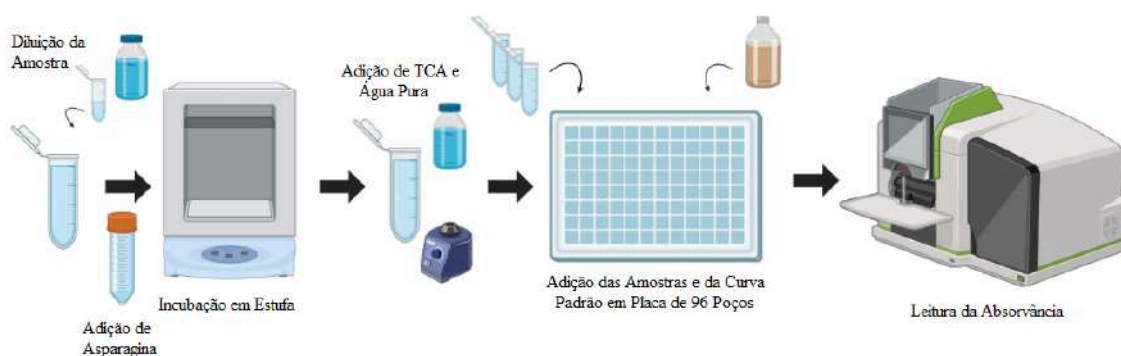 Diluição da
Amostra
Adição de
Asparagina
Incubação em Estufa
Adição de TCA e
Água Pura
Adição das Amostras e da Curva
Padrão em Placa de 96 Poços
Leitura da Absorvância